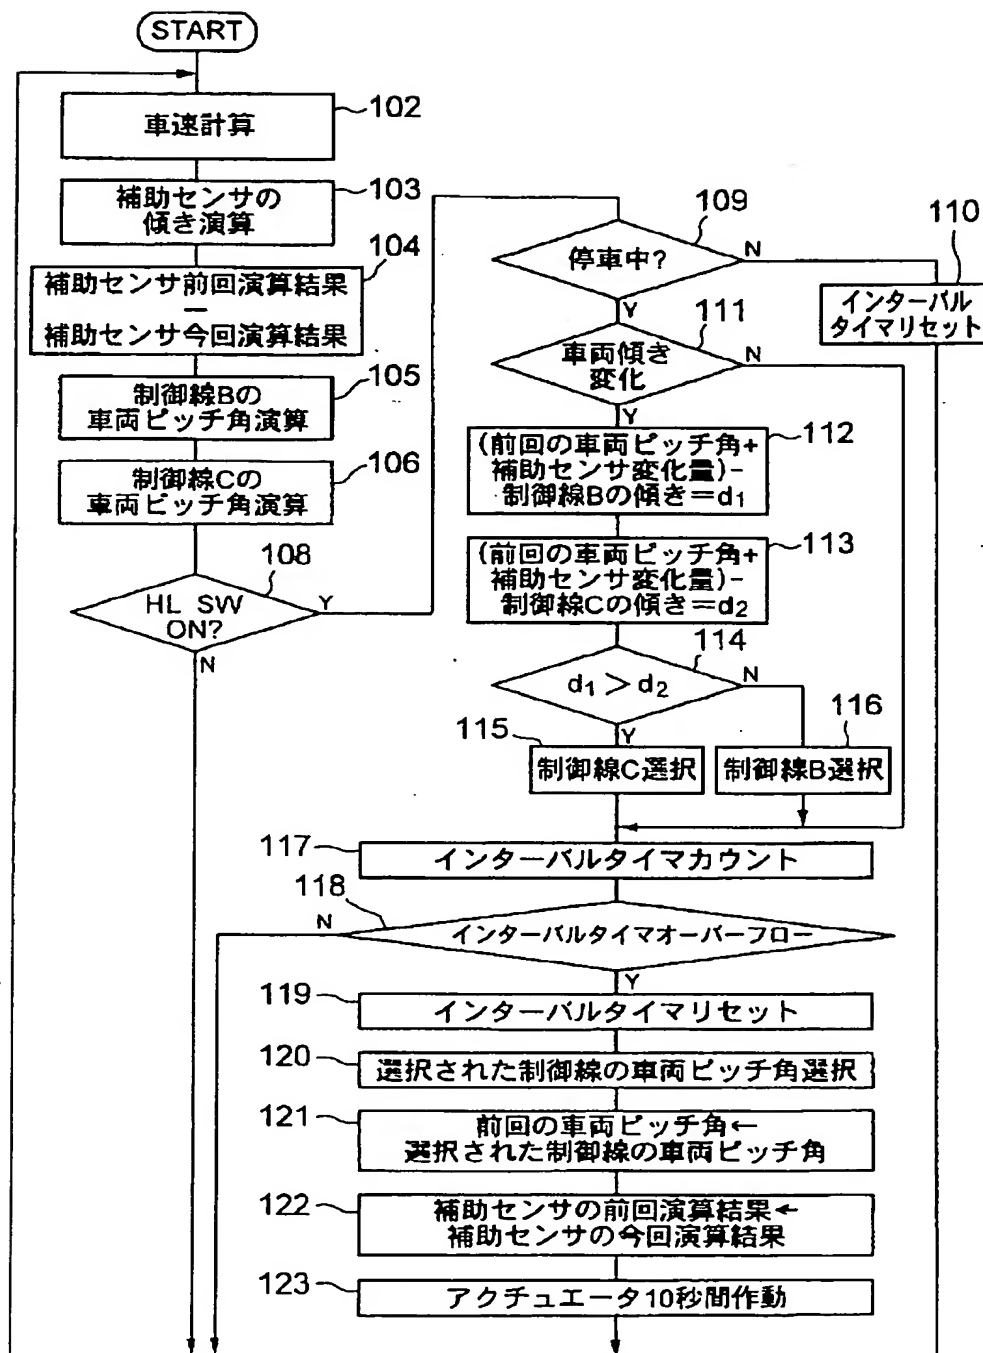 START
車速計算
102
補助センサの
傾き演算
103
104
補助センサ前回演算結果
—
補助センサ今回演算結果
制御線Bの
車両ピッチ角演算
105
制御線Cの
車両ピッチ角演算
106
108
HL SW
ON?
Y
N
109
停車中?
N
Y
110
インターバル
タイマリセット
111
車両傾き
変化
N
Y
(前回の車両ピッチ角+
補助センサ変化量)-
制御線Bの傾き=d1
112
(前回の車両ピッチ角+
補助センサ変化量)-
制御線Cの傾き=d2
113
114
d1>d2
N
Y
115
制御線C選択
116
制御線B選択
117
インターバルタイマカウント
118
N
インターバルタイマオーバーフロー
Y
119
インターバルタイマリセット
120
選択された制御線の車両ピッチ角選択
121
前回の車両ピッチ角←
選択された制御線の車両ピッチ角
122
補助センサの前回演算結果←
補助センサの今回演算結果
123
アクチュエータ10秒間作動